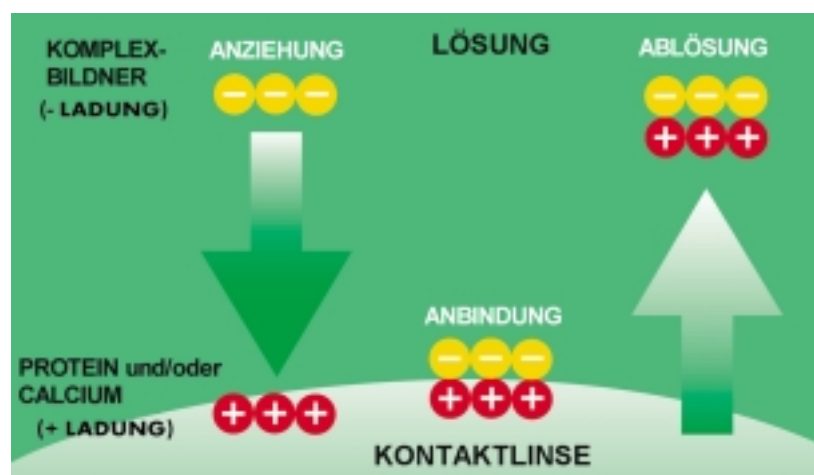 KOMPLEX-
BILDNER
(- LADUNG)
ANZIEHUNG
LÖSUNG
ABLÖSUNG
ANBINDUNG
PROTEIN und/oder
CALCIUM
(+ LADUNG)
KONTAKTLINSE